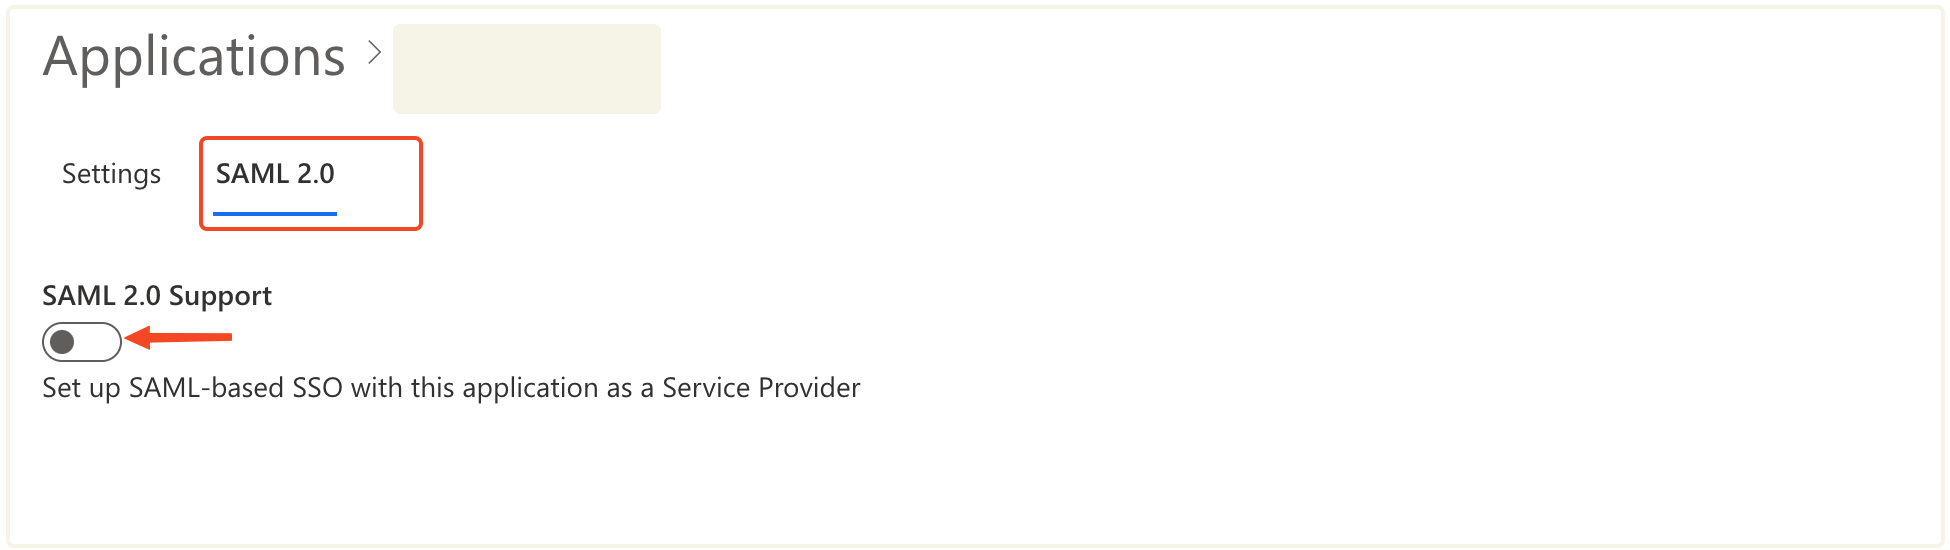 Applications >
Settings SAML 2.0
SAML 2.0 Support
Set up SAML-based SSO with this application as a Service Provider